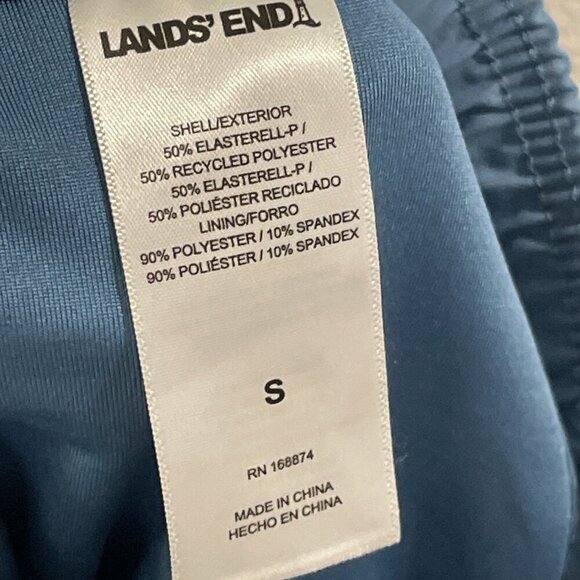 LANDS' END
SHELL/EXTERIOR
50% ELASTERELL-P /
50% RECYCLED POLYESTER
50% ELASTERELL-P /
50% POLIÉSTER RECICLADO
LINING/FORRO
90% POLYESTER / 10% SPANDEX
90% POLIÉSTER / 10% SPANDEX
S
RN 168874
MADE IN CHINA
HECHO EN CHINA